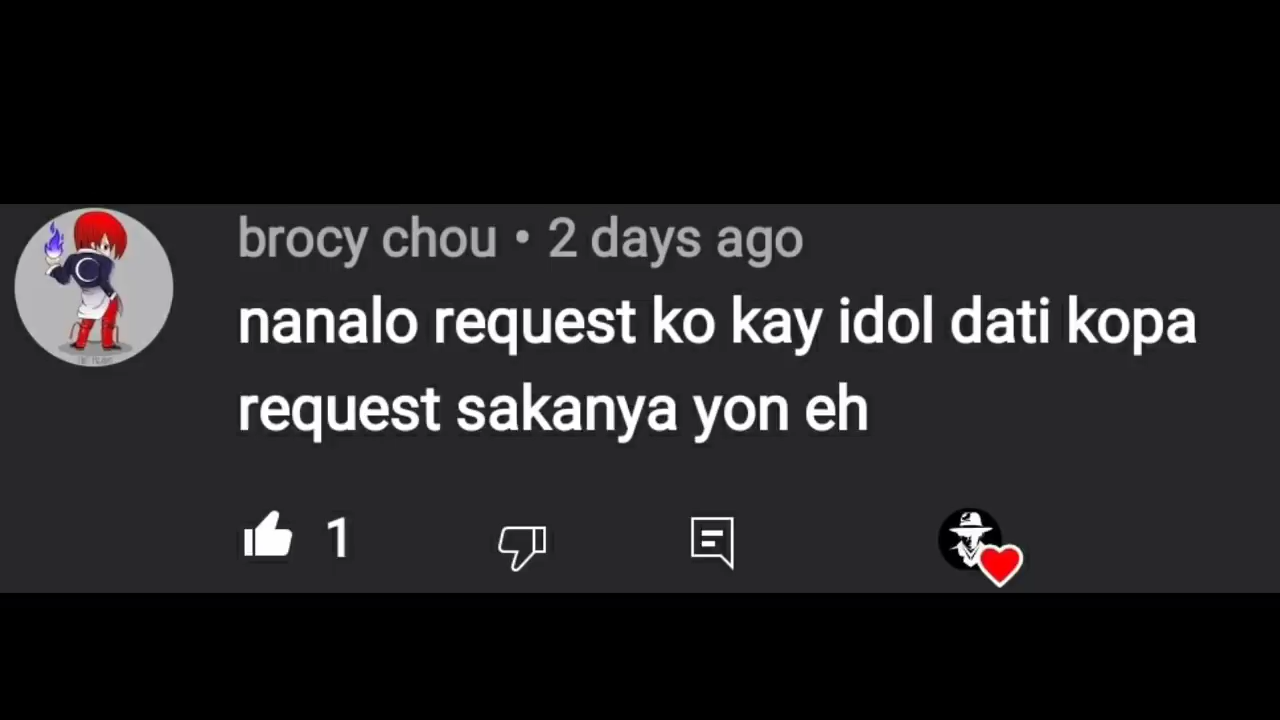 brocy chou • 2 days ago
nanalo request ko kay idol dati kopa
request sakanya yon eh
1